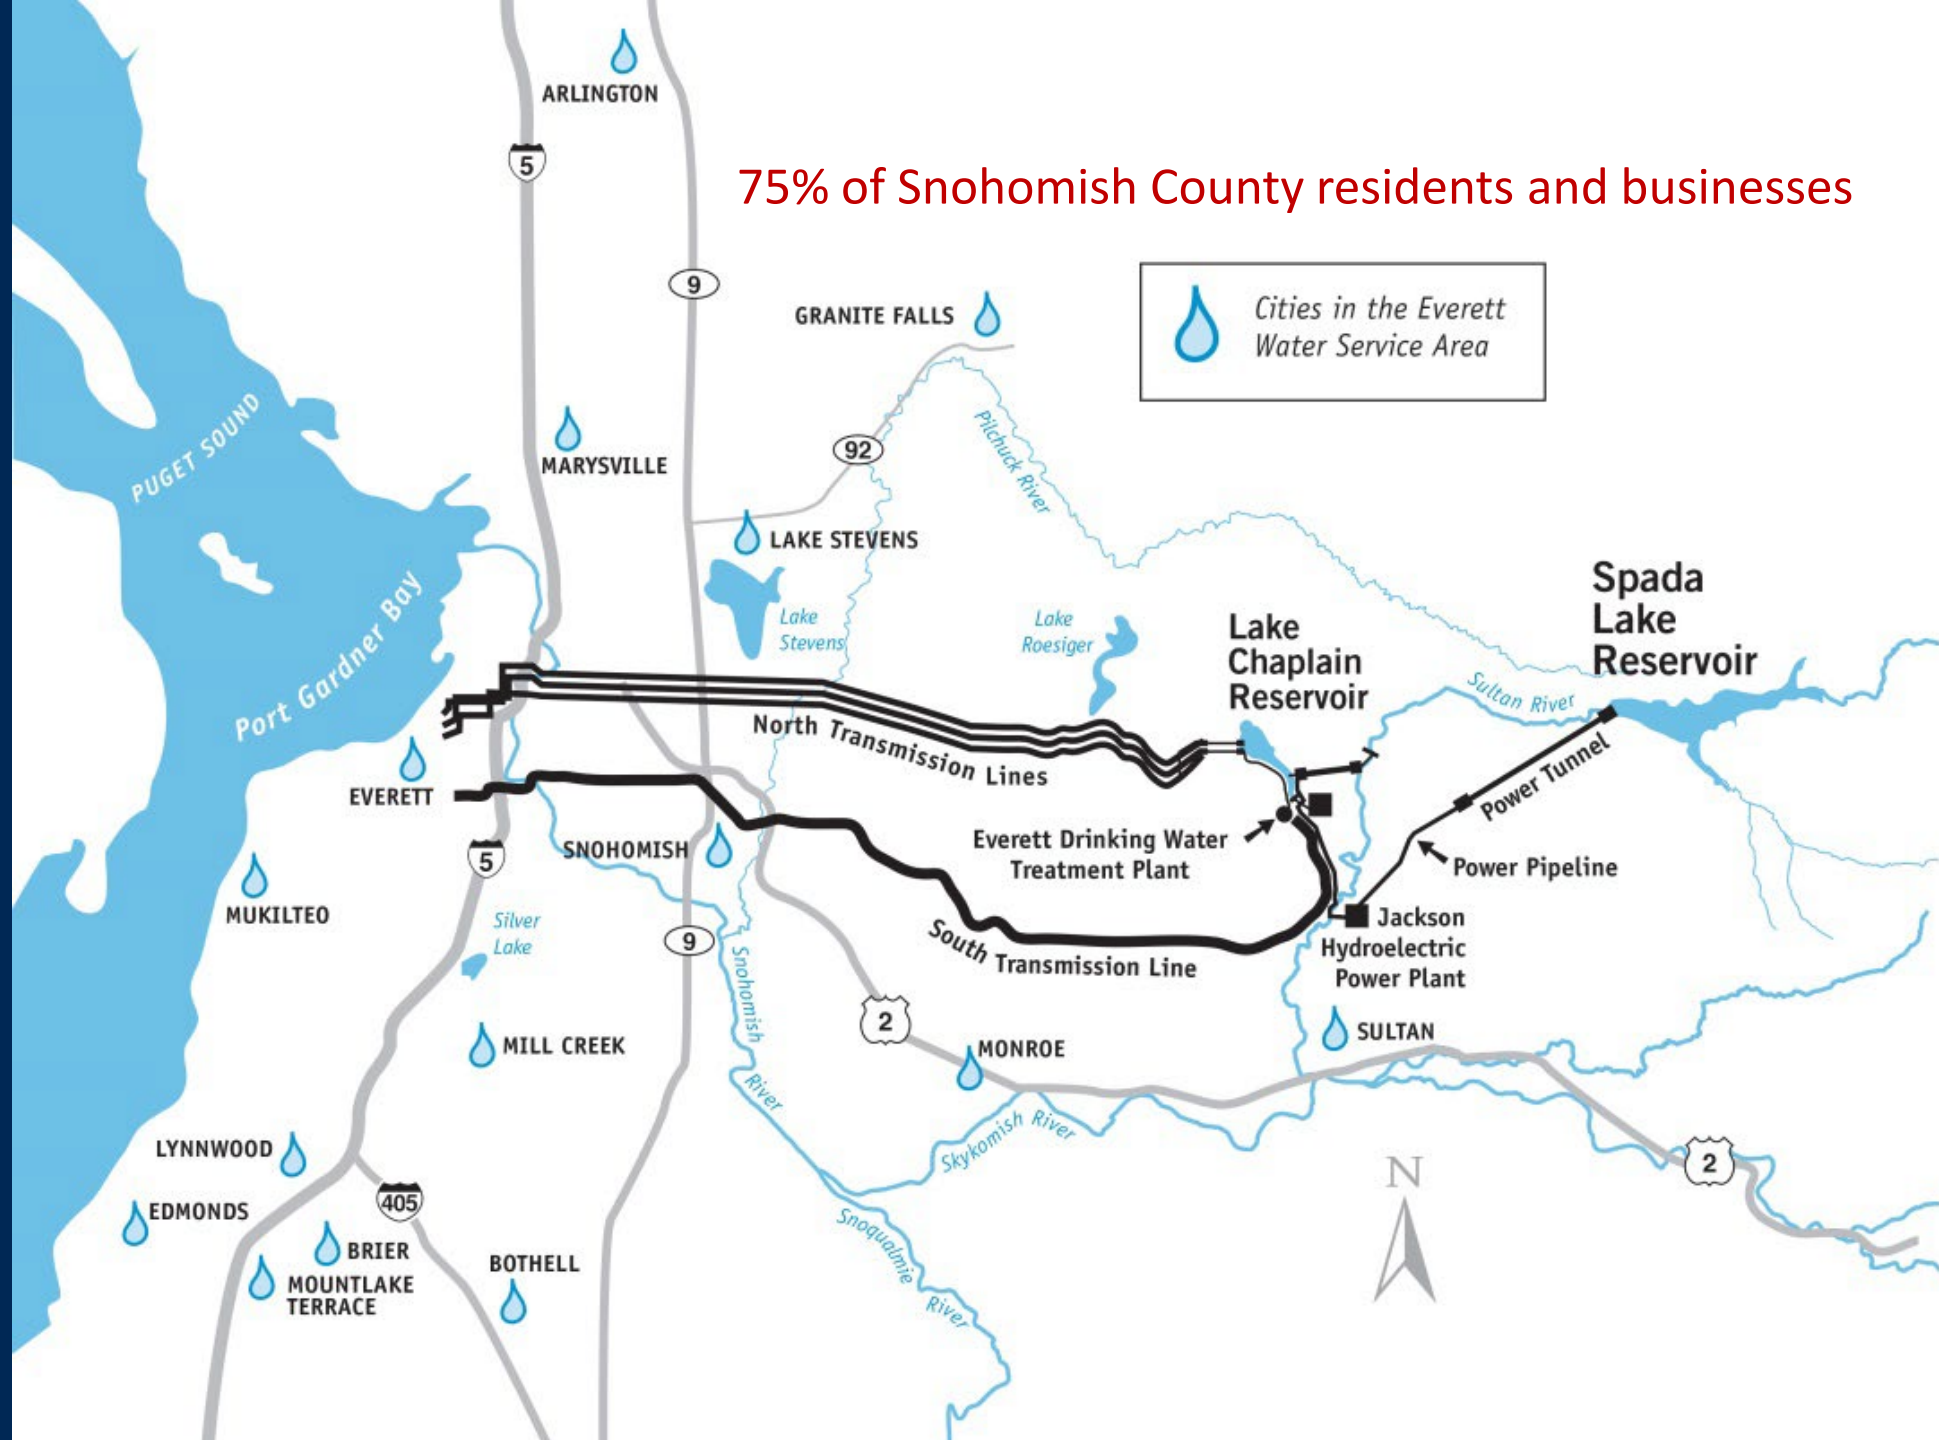 ARLINGTON
5
75% of Snohomish County residents and businesses
9
GRANITE FALLS
Cities in the Everett
Water Service Area
PUGET SOUND
92
Pilchuck River
MARYSVILLE
LAKE STEVENS
Lake
Stevens
Lake
Roesiger
Port Gardner Bay
Lake
Chaplain
Reservoir
Spada
Lake
Reservoir
Sultan River
North Transmission Lines
Power Tunnel
EVERETT
SNOHOMISH
5
Everett Drinking Water
Treatment Plant
Power Pipeline
MUKILTEO
Silver
Lake
9
Snohomish
River
South Transmission Line
Jackson
Hydroelectric
Power Plant
2
SULTAN
MILL CREEK
MONROE
Skykomish River
LYNNWOOD
2
N
EDMONDS
405
BRIER
MOUNTLAKE
TERRACE
BOTHELL
Snoqualmie
River